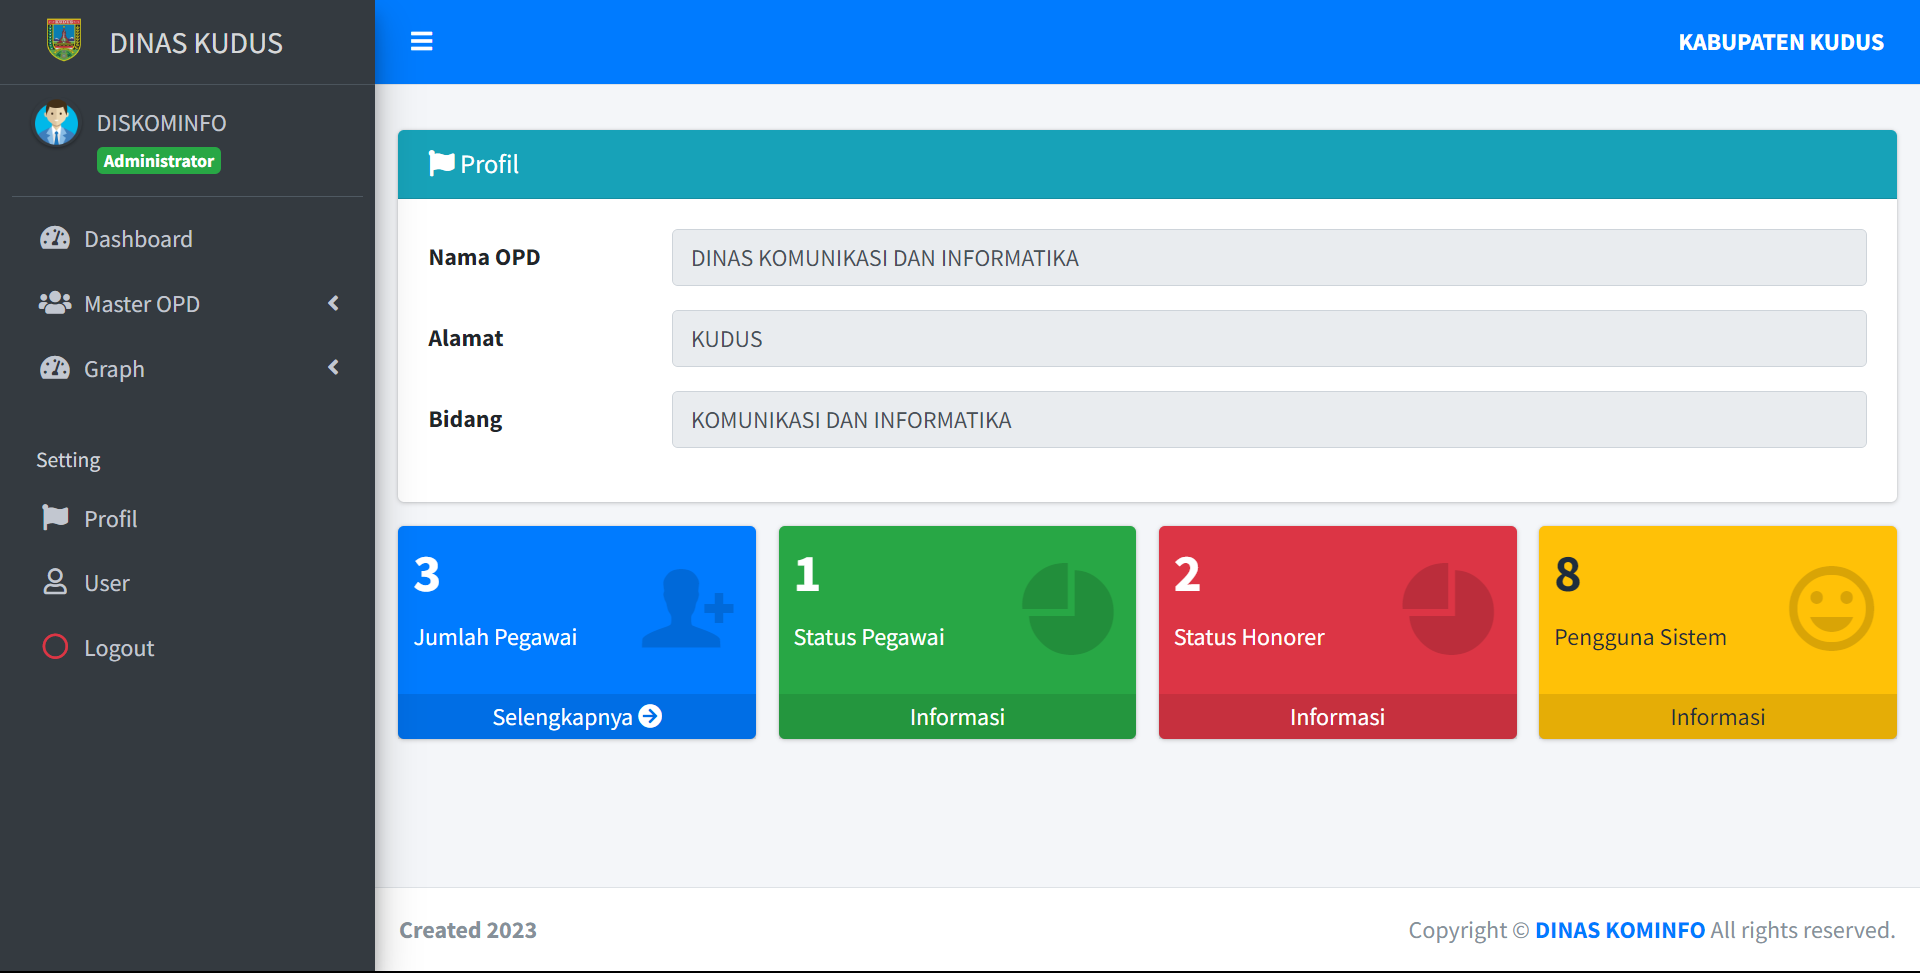 DINAS KUDUS
KABUPATEN KUDUS
DISKOMINFO
Administrator
Dashboard
Master OPD
Graph
Setting
Profil
User
Logout
Profil
Nama OPD
DINAS KOMUNIKASI DAN INFORMATIKA
Alamat
KUDUS
Bidang
KOMUNIKASI DAN INFORMATIKA
3
Jumlah Pegawai
Selengkapnya
1
Status Pegawai
Informasi
2
Status Honorer
Informasi
8
Pengguna Sistem
Informasi
Created 2023
Copyright © DINAS KOMINFO All rights reserved.